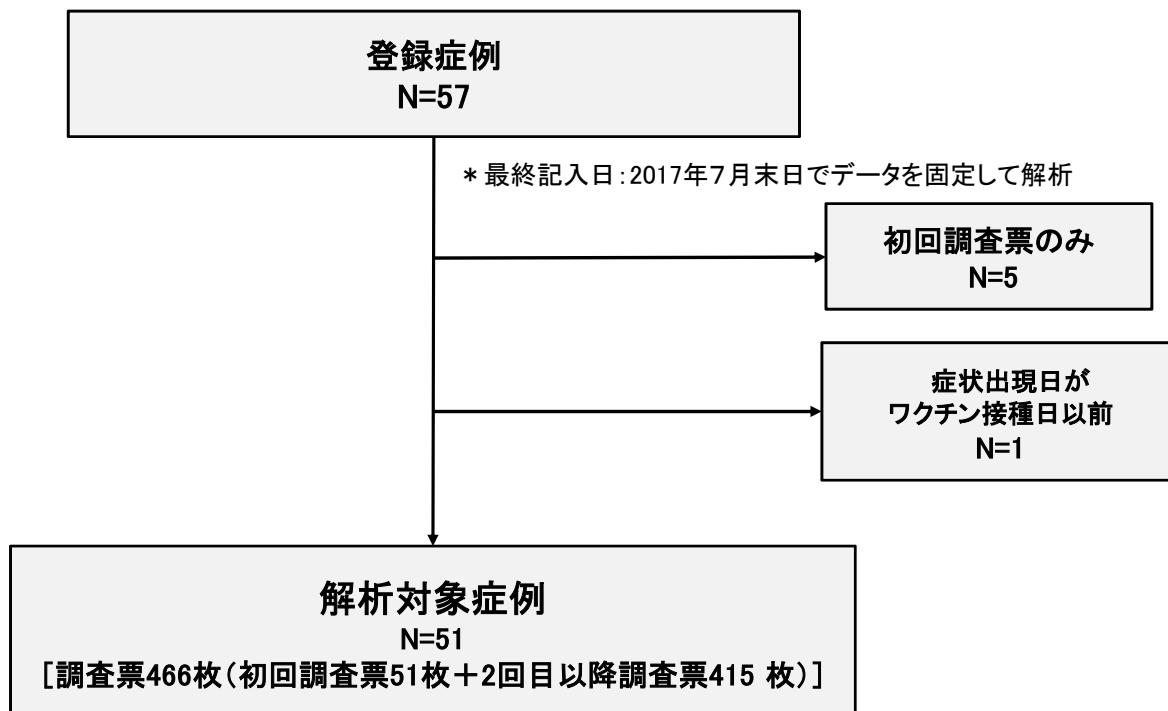 登録症例
N=57
＊最終記入日：2017年７月末日でデータを固定して解析
初回調査票のみ
N=5
症状出現日が
ワクチン接種日以前
N=1
解析対象症例
N=51
［調査票466枚（初回調査票51枚＋2回目以降調査票415 枚）］